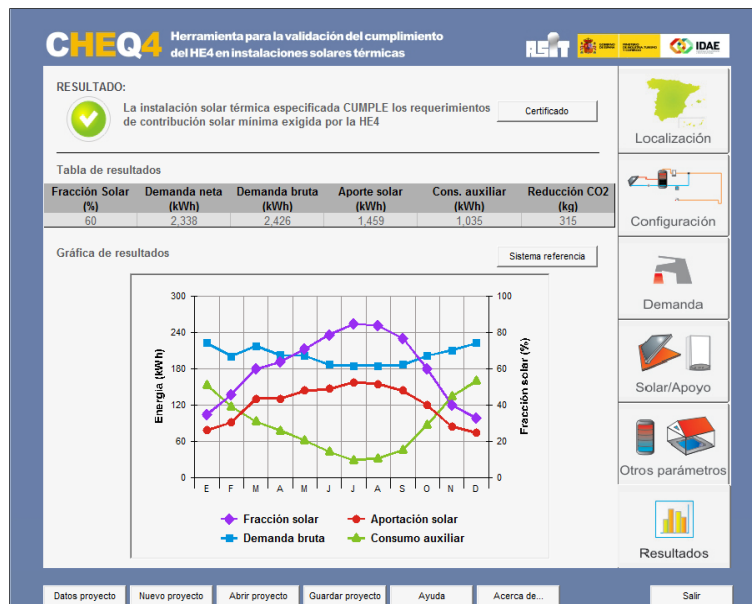 CHEQ4
Herramienta para la validación del cumplimiento
del HE4 en instalaciones solares térmicas
ASIT
IDAE
RESULTADO:
La instalación solar térmica especificada CUMPLE los requerimientos
de contribución solar mínima exigida por la HE4
Certificado
Tabla de resultados
Fracción Solar Demanda neta Demanda bruta Aporte solar Cons. auxiliar Reducción CO2
(%) (kWh) (kWh) (kWh) (kWh) (kg)
60 2,338 2,426 1,459 1,035 315
Gráfica de resultados
Sistema referencia
300
240
180
120
60
0
Energía (kWh)
100
80
60
40
20
0
Fracción solar (%)
E F M A M J J A S O N D
Fracción solar
Aportación solar
Demanda bruta
Consumo auxiliar
Localización
Configuración
Demanda
Solar/Apoyo
Otros parámetros
Resultados
Datos proyecto
Nuevo proyecto
Abrir proyecto
Guardar proyecto
Ayuda
Acerca de...
Salir